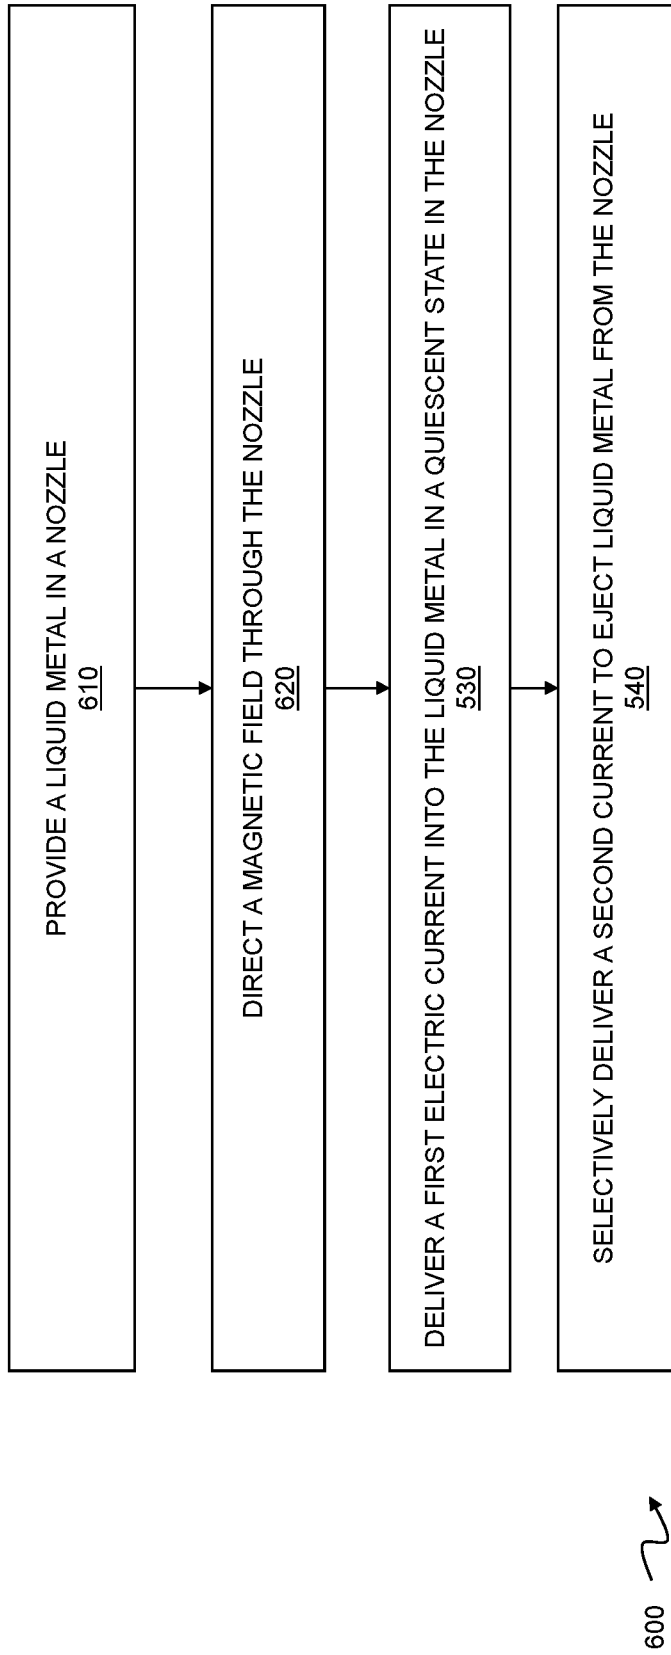 PROVIDE A LIQUID METAL IN A NOZZLE
610
DIRECT A MAGNETIC FIELD THROUGH THE NOZZLE
620
DELIVER A FIRST ELECTRIC CURRENT INTO THE LIQUID METAL IN A QUIESCENT STATE IN THE NOZZLE
530
SELECTIVELY DELIVER A SECOND CURRENT TO EJECT LIQUID METAL FROM THE NOZZLE
540
600